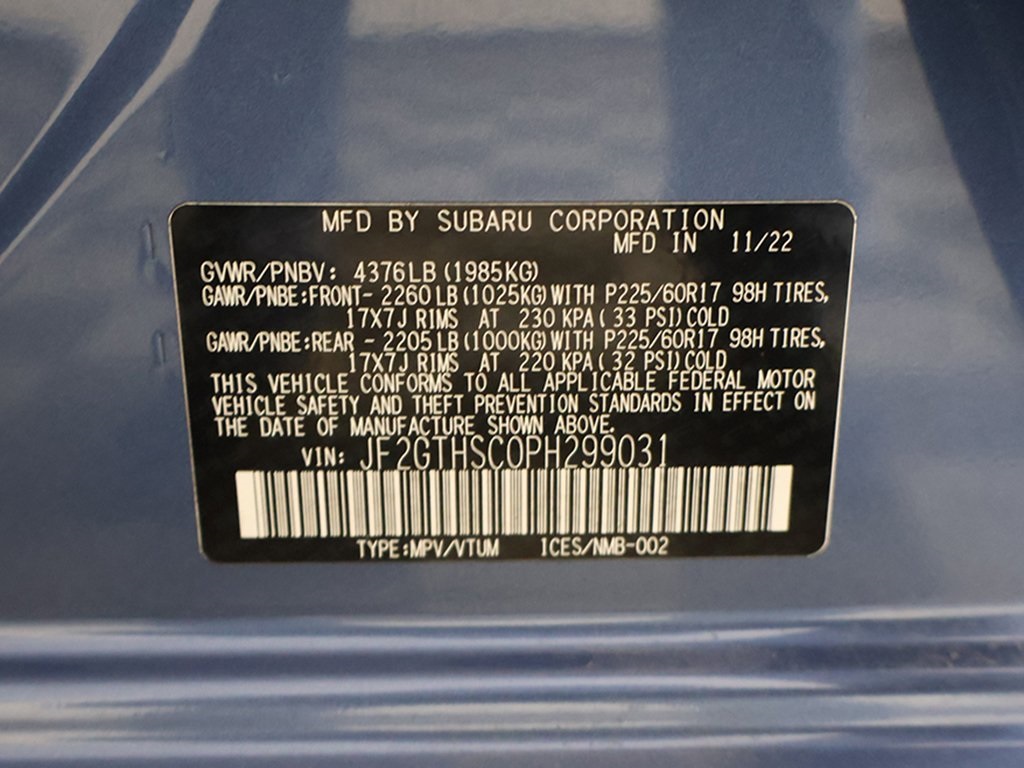 MFD BY SUBARU CORPORATION
MFD IN 11/22
GVWR/PNBV: 4376LB (1985KG)
GAWR/PNBE:FRONT- 2260LB (1025KG) WITH P225/60R17 98H TIRES,
17X7J RIMS AT 230 KPA ( 33 PSI) COLD
GAWR/PNBE:REAR - 2205LB (1000KG) WITH P225/60R17 98H TIRES,
17X7J RIMS AT 220 KPA ( 32 PSI) COLD
THIS VEHICLE CONFORMS TO ALL APPLICABLE FEDERAL MOTOR
VEHICLE SAFETY AND THEFT PREVENTION STANDARDS IN EFFECT ON
THE DATE OF MANUFACTURE SHOWN ABOVE.
VIN: JF2GTHSC0PH299031
TYPE:MPV/VTUM ICES/NMB-002